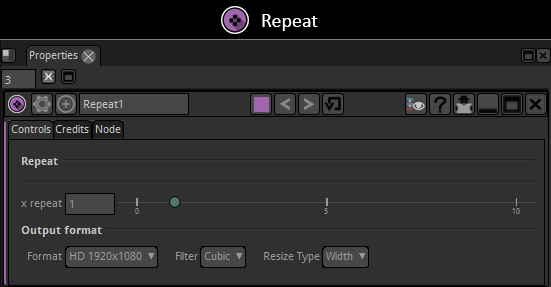 Repeat
Properties
3
Repeat1
?
Controls Credits Node
Repeat
x repeat 1
0 5 10
Output format
Format HD 1920x1080 Filter Cubic Resize Type Width